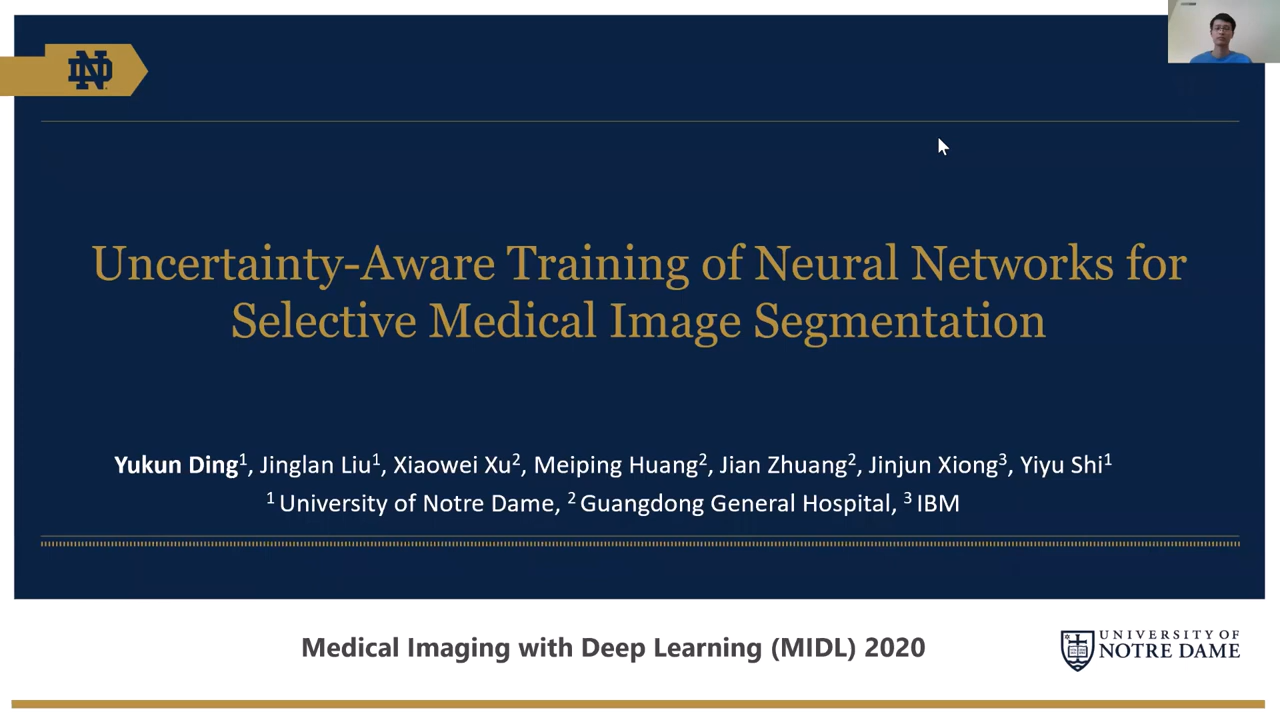 ND
Uncertainty-Aware Training of Neural Networks for
Selective Medical Image Segmentation
Yukun Ding¹, Jinglan Liu¹, Xiaowei Xu², Meiping Huang², Jian Zhuang², Jinjun Xiong³, Yiyu Shi¹
¹ University of Notre Dame, ² Guangdong General Hospital, ³ IBM
Medical Imaging with Deep Learning (MIDL) 2020
UNIVERSITY OF
NOTRE DAME